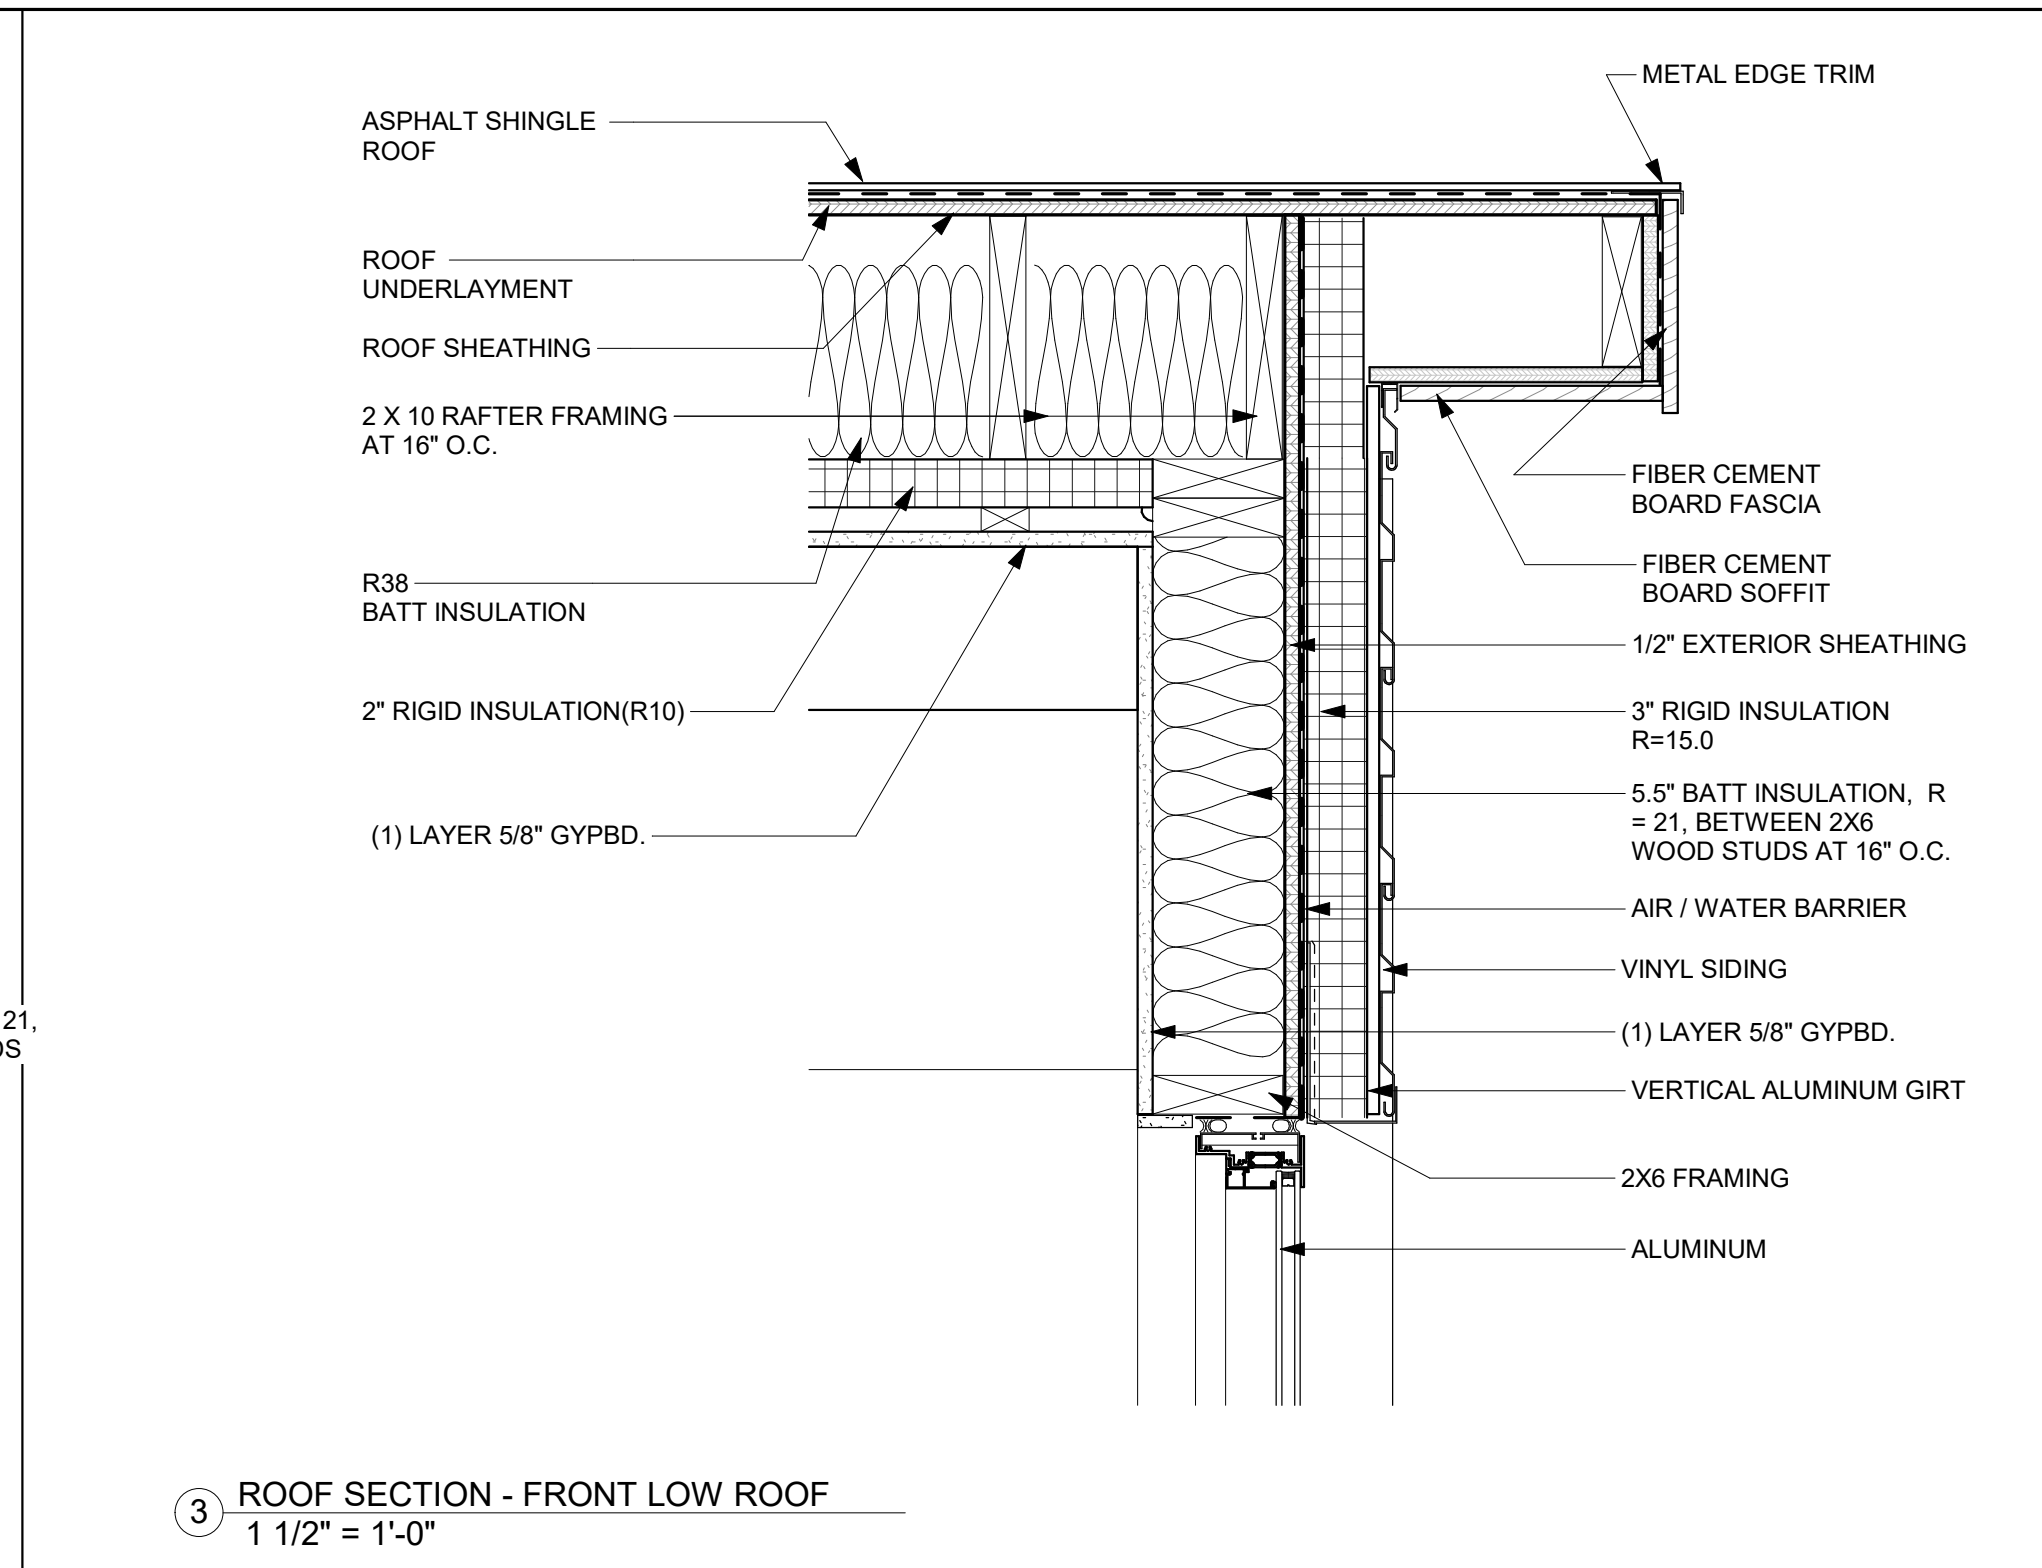 METAL EDGE TRIM
ASPHALT SHINGLE
ROOF
ROOF
UNDERLAYMENT
ROOF SHEATHING
2 X 10 RAFTER FRAMING
AT 16" O.C.
R38
BATT INSULATION
2" RIGID INSULATION(R10)
(1) LAYER 5/8" GYPBD.
FIBER CEMENT
BOARD FASCIA
FIBER CEMENT
BOARD SOFFIT
1/2" EXTERIOR SHEATHING
3" RIGID INSULATION
R=15.0
5.5" BATT INSULATION, R
= 21, BETWEEN 2X6
WOOD STUDS AT 16" O.C.
AIR / WATER BARRIER
VINYL SIDING
(1) LAYER 5/8" GYPBD.
VERTICAL ALUMINUM GIRT
2X6 FRAMING
ALUMINUM
21,
DS
3
ROOF SECTION - FRONT LOW ROOF
1 1/2" = 1'-0"